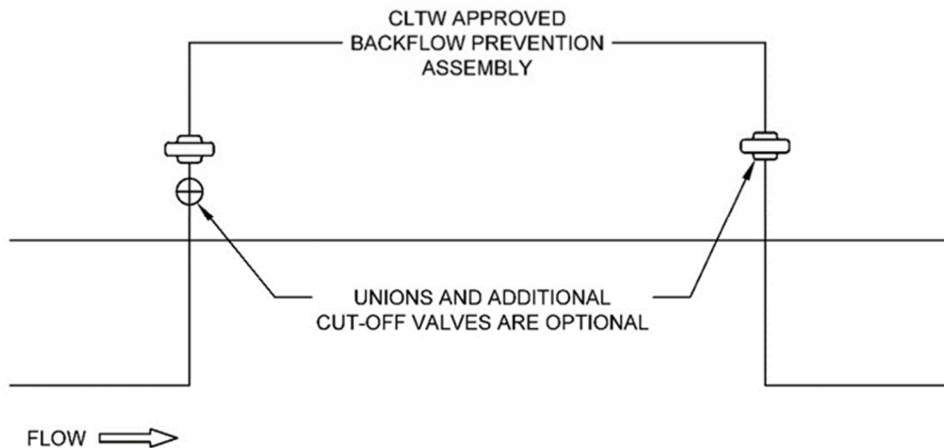 CLTW APPROVED
BACKFLOW PREVENTION
ASSEMBLY
UNIONS AND ADDITIONAL
CUT-OFF VALVES ARE OPTIONAL
FLOW